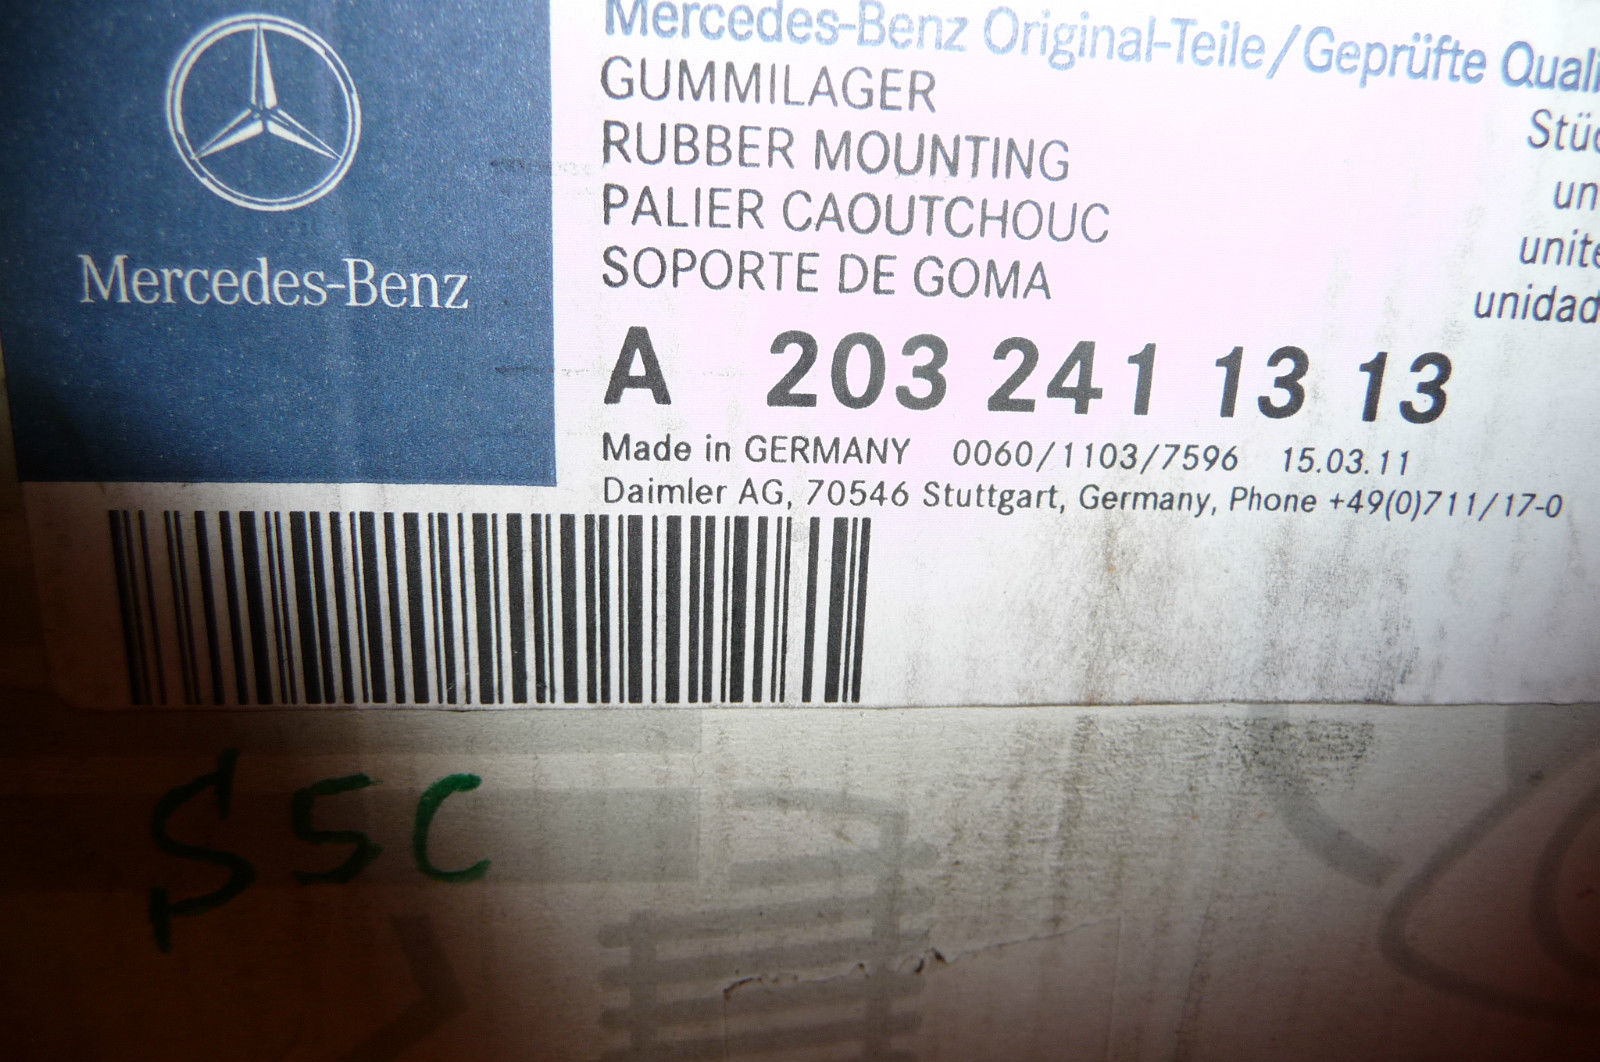 Mercedes-Benz
Mercedes-Benz Original-Teile/Geprüfte
GUMMILAGER
RUBBER MOUNTING
PALIER CAOUTCHOUC
SOPORTE DE GOMA
A 203 241 13 13
Made in GERMANY 0060/1103/7596 15.03.11
Daimler AG, 70546 Stuttgart, Germany, Phone +49(0)711/17-0
$5C